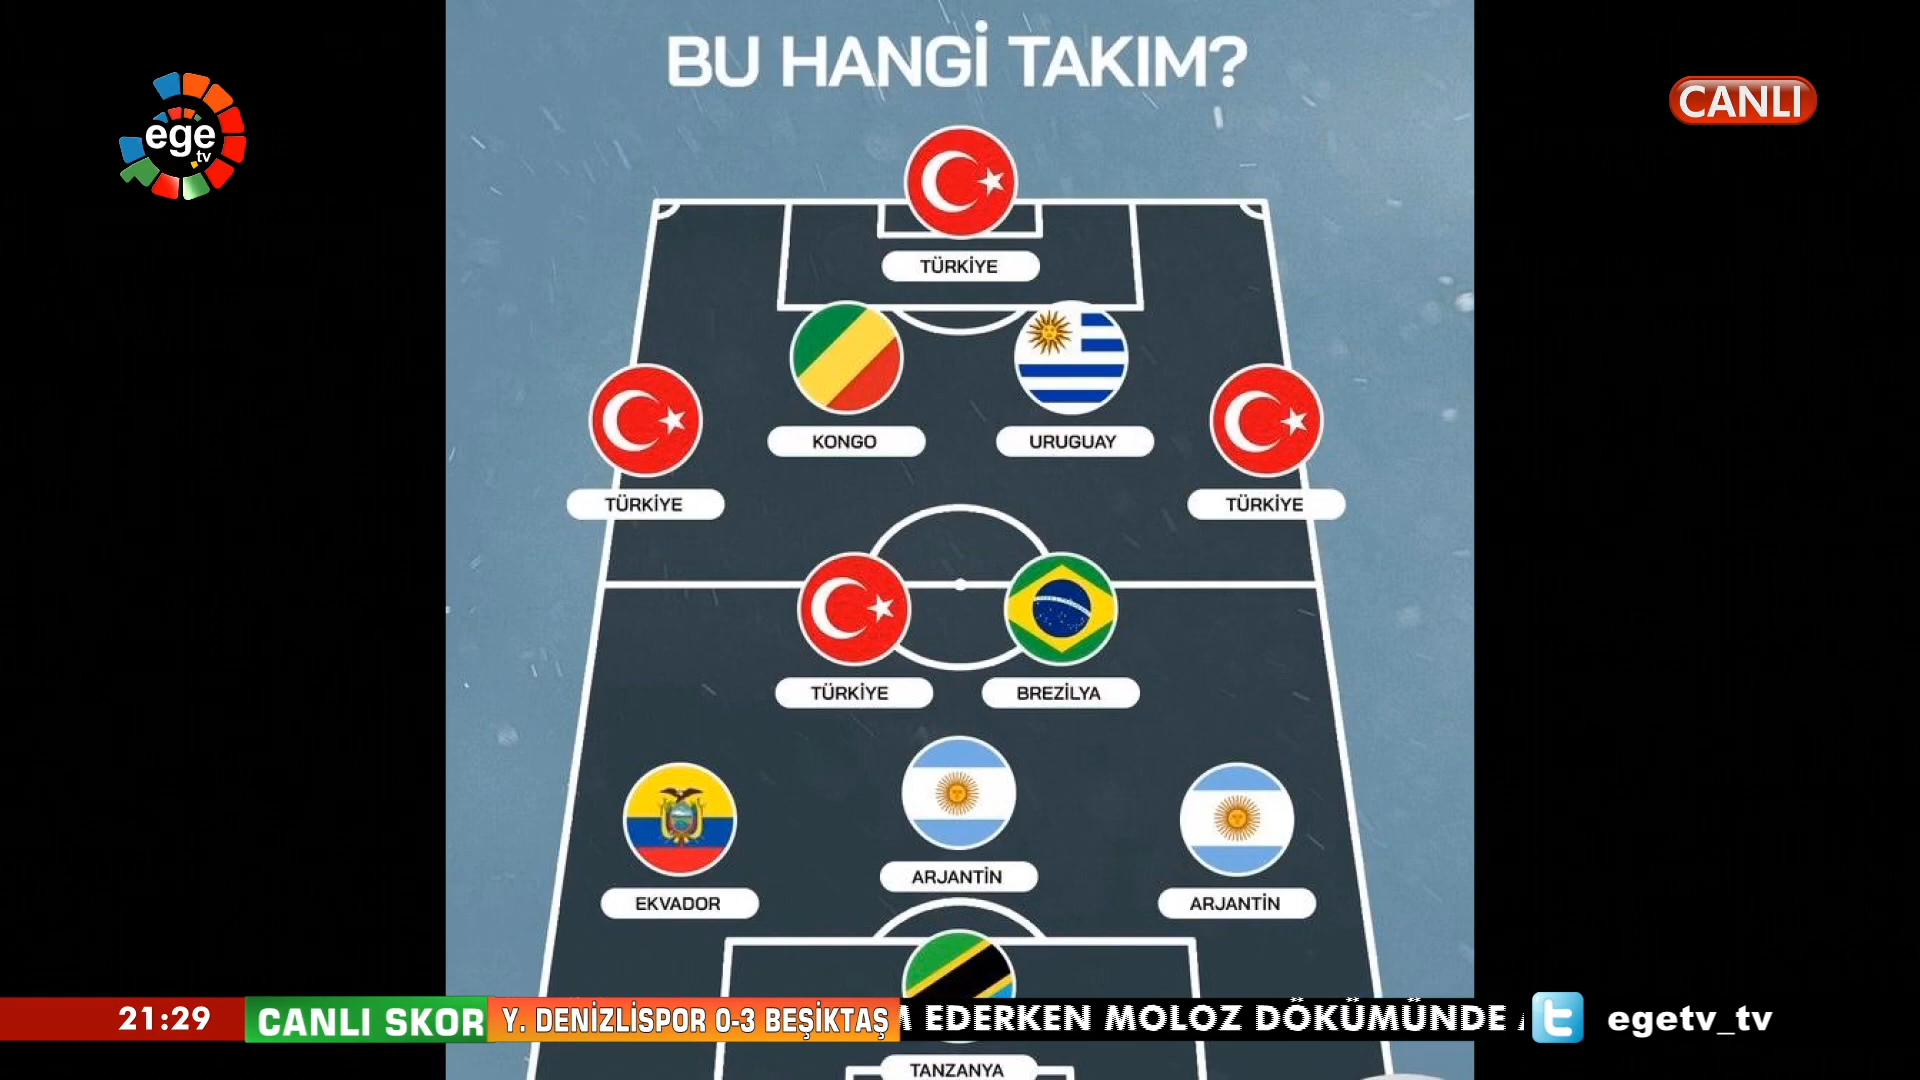 BU HANGİ TAKIM?
ege
tv
CANLI
TÜRKİYE
KONGO
URUGUAY
TÜRKİYE
TÜRKİYE
TÜRKİYE
BREZİLYA
ARJANTİN
EKVADOR
ARJANTİN
21:29
CANLI SKOR
Y. DENİZLİSPOR 0-3 BEŞİKTAŞ
EDERKEN MOLOZ DÖKÜMÜNDE
egetv_tv
TANZANYA